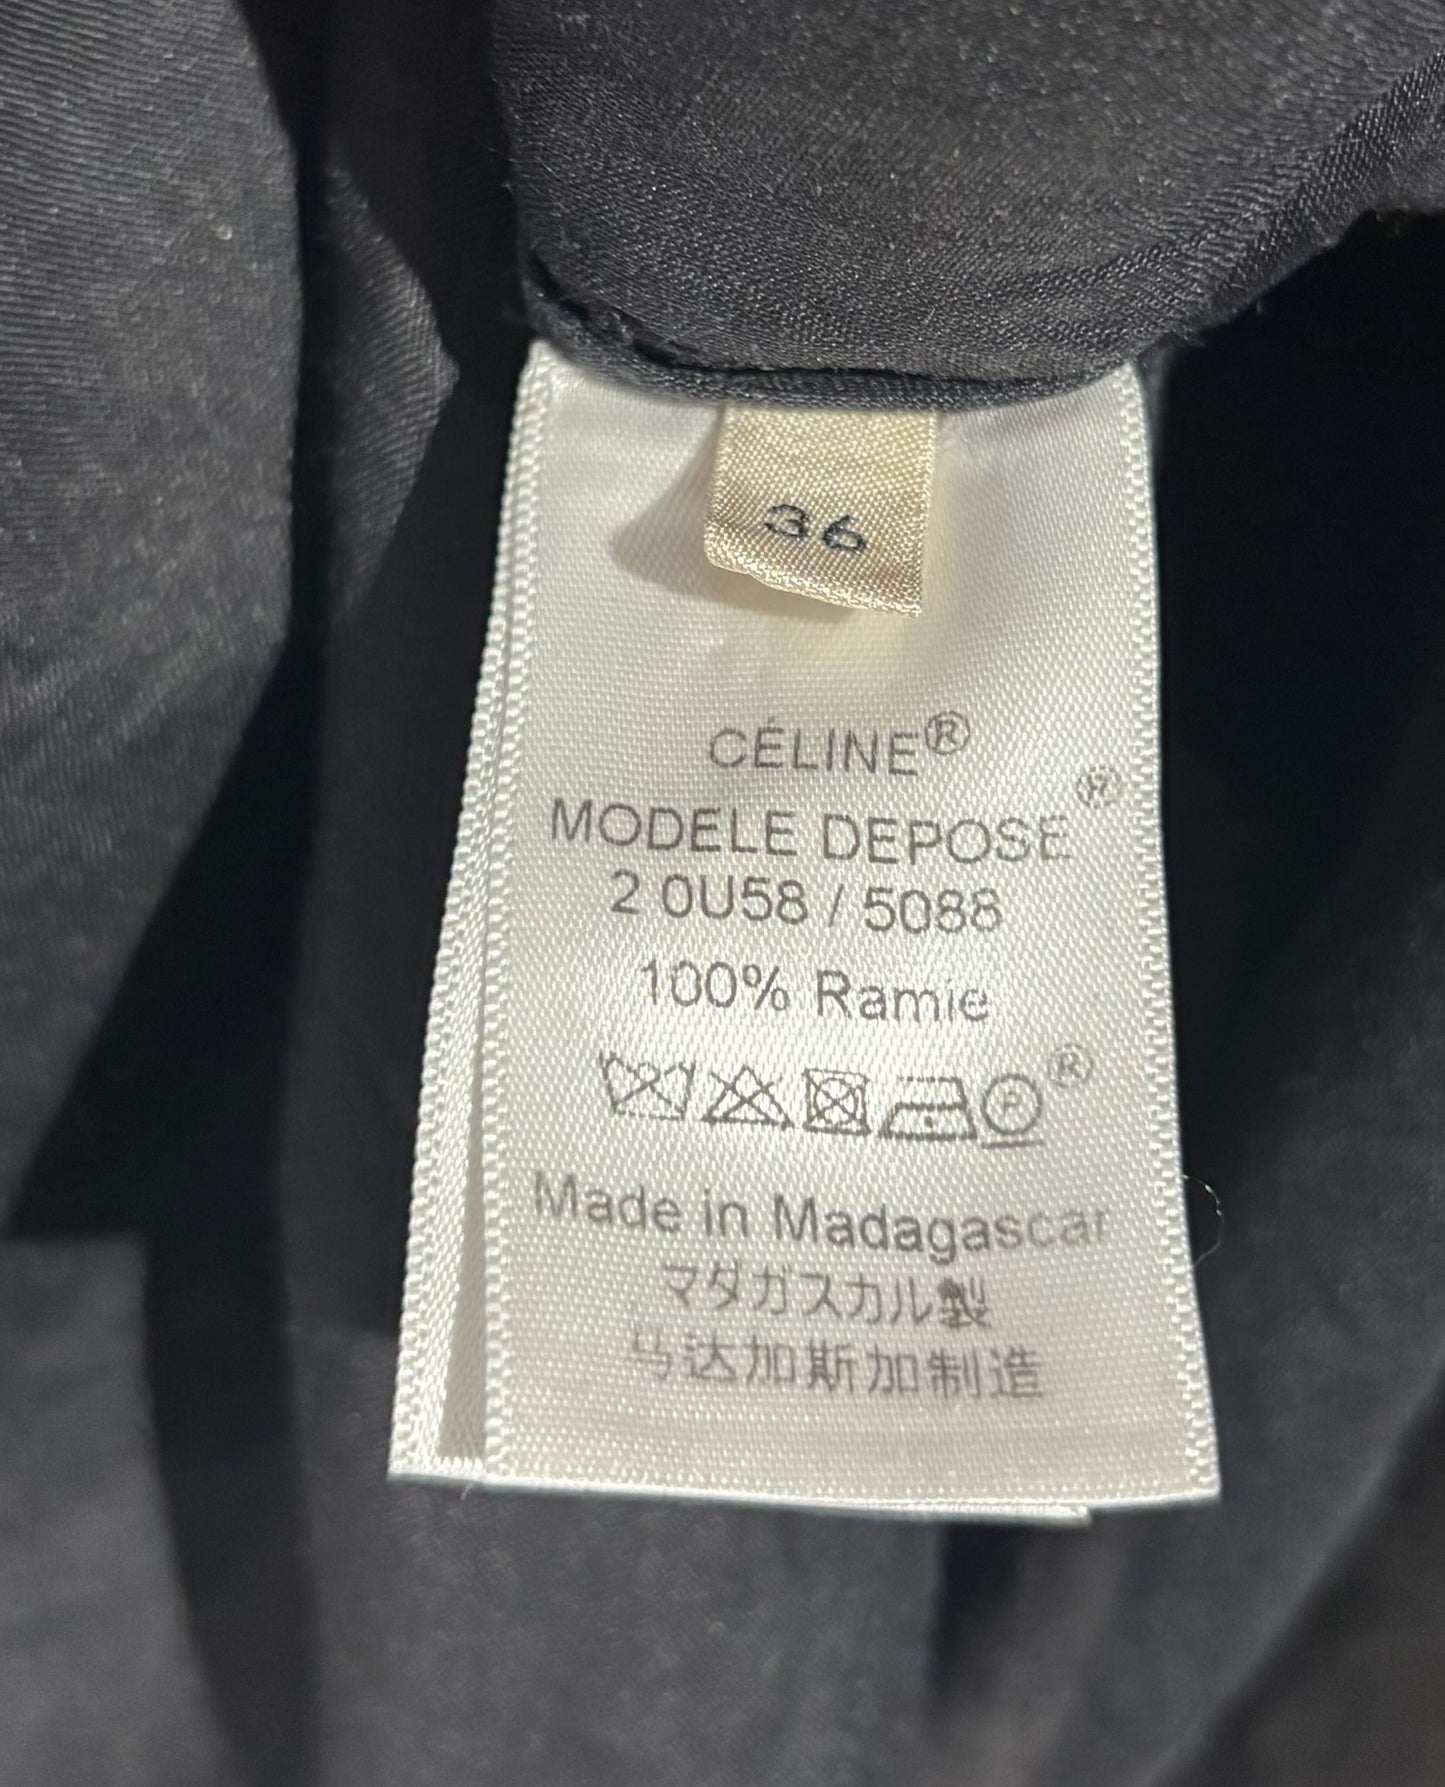 36
CÉLINE®
MODELE DEPOSE®
2 0U58 / 5088
100% Ramie
P ®
Made in Madagascar
マダガスカル製
马达加斯加制造